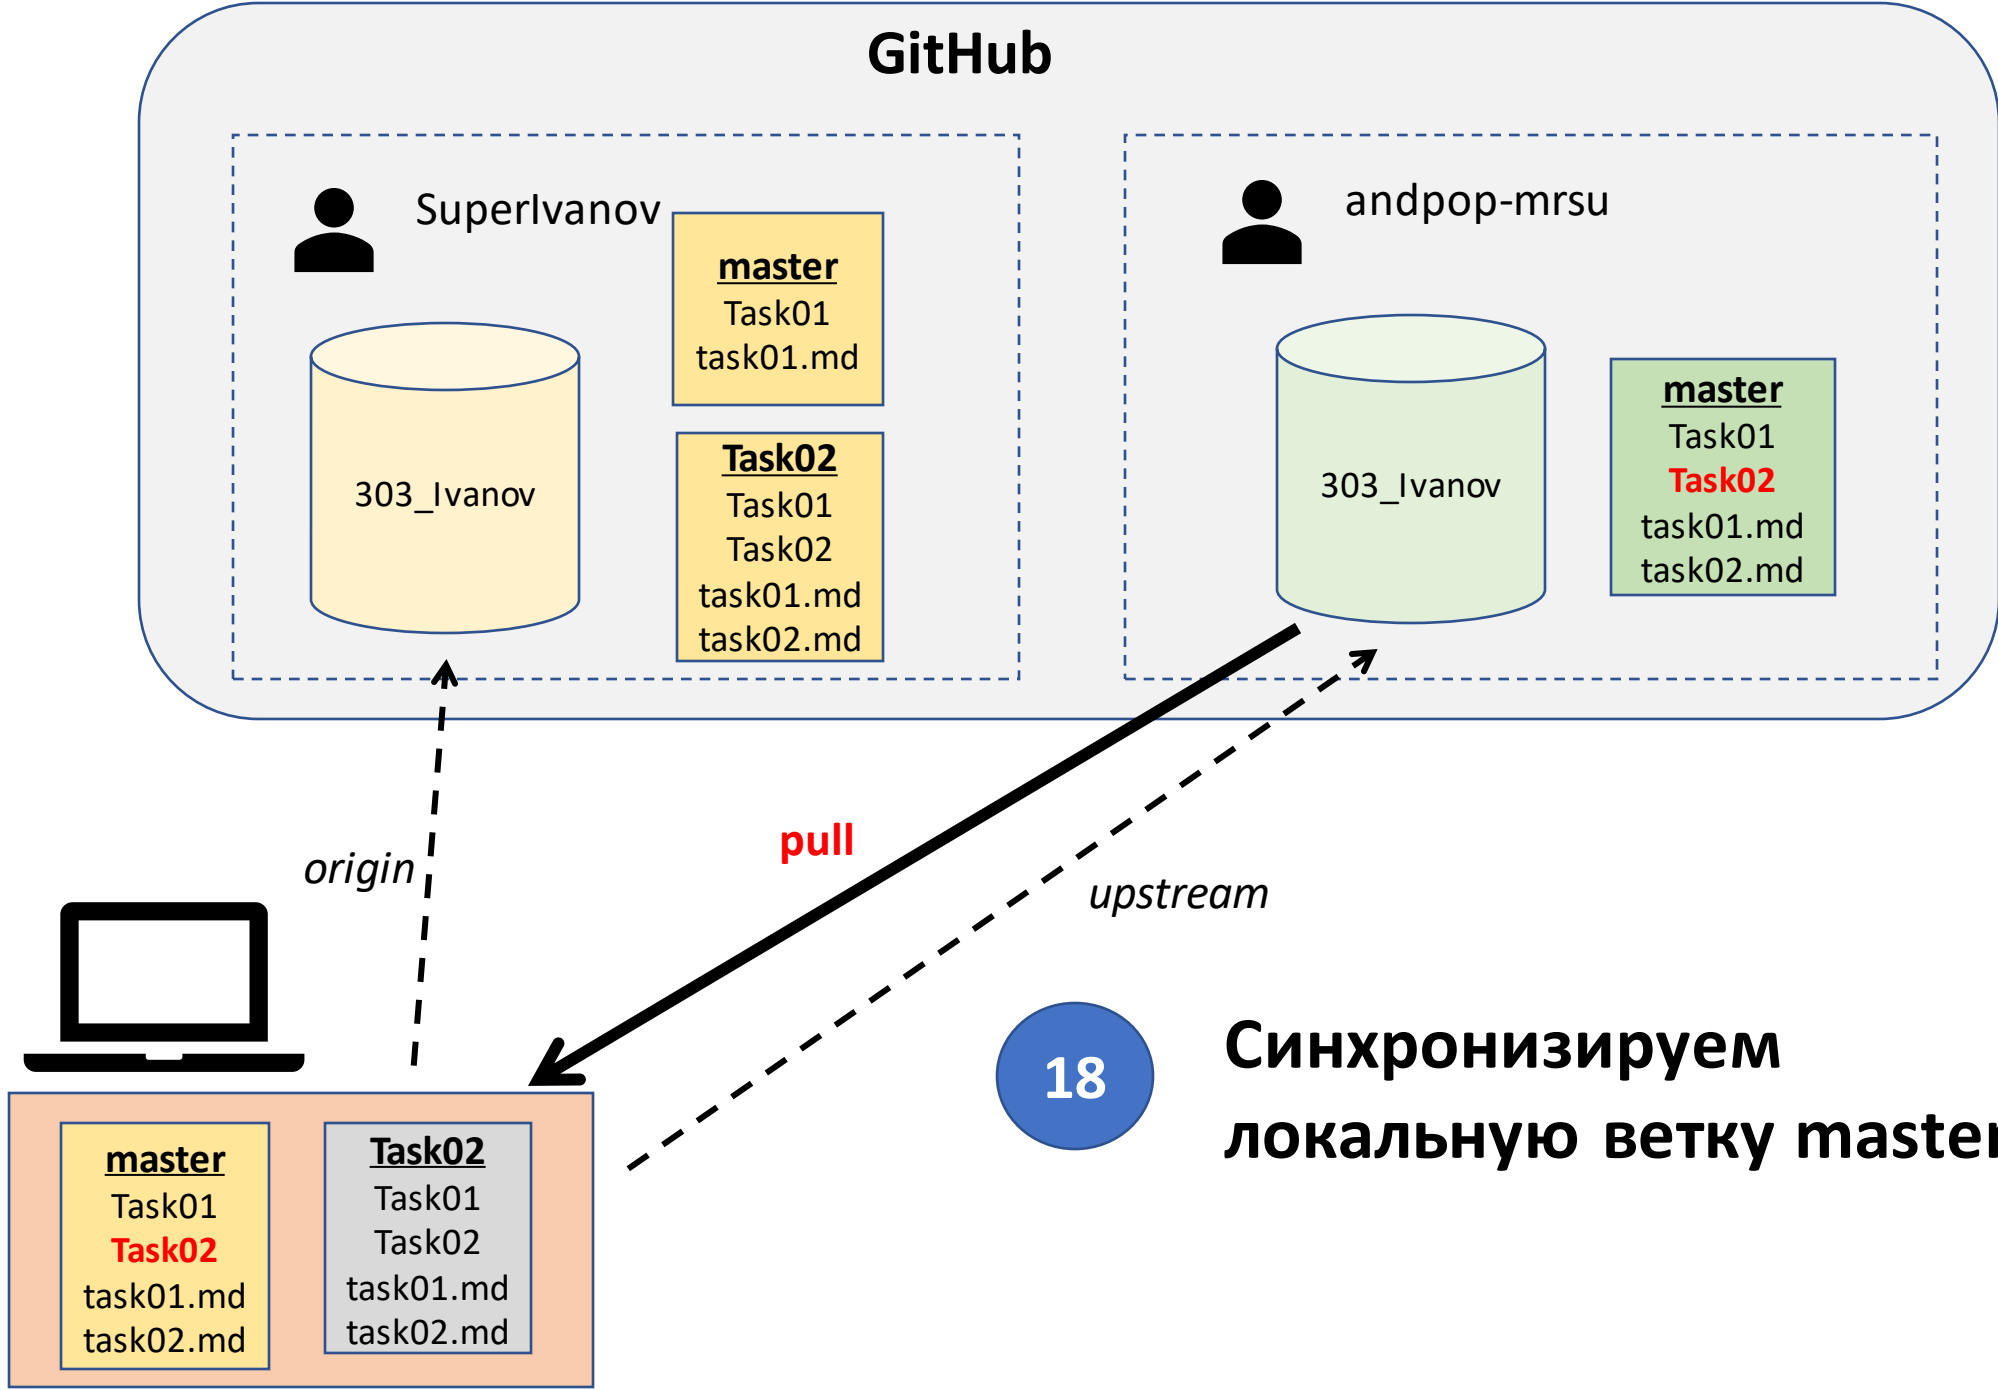 GitHub
SuperIvanov
master
Task01
task01.md
303_Ivanov
Task02
Task01
Task02
task01.md
task02.md
andpop-mrsu
303_Ivanov
master
Task01
Task02
task01.md
task02.md
origin
pull
upstream
18
Синхронизируем
локальную ветку master
master
Task01
Task02
task01.md
task02.md
Task02
Task01
Task02
task01.md
task02.md